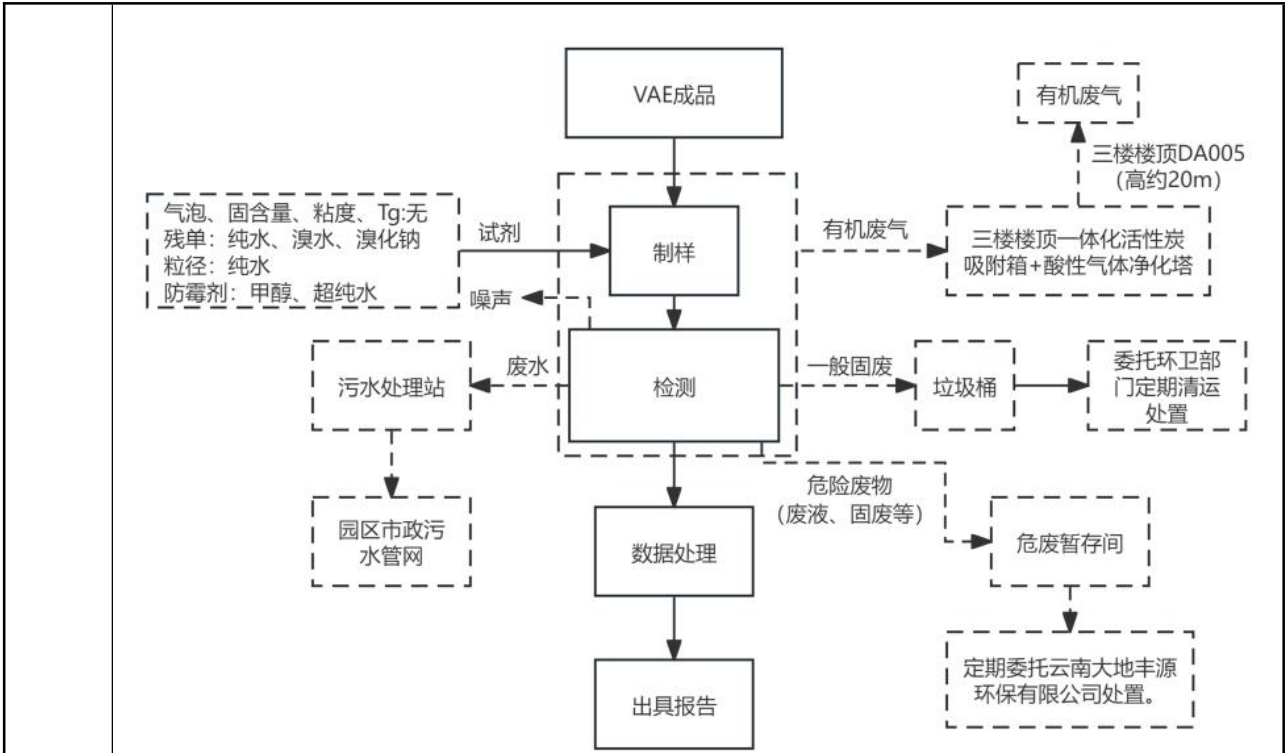 VAE成品
有机废气
三楼楼顶DA005
（高约20m）
气泡、固含量、粘度、Tg:无
残单：纯水、溴水、溴化钠
粒径：纯水
防霉剂：甲醇、超纯水
试剂
制样
有机废气
三楼楼顶一体化活性炭
吸附箱+酸性气体净化塔
噪声
污水处理站
废水
检测
一般固废
垃圾桶
委托环卫部
门定期清运
处置
园区市政污
水管网
危险废物
（废液、固废等）
数据处理
危废暂存间
出具报告
定期委托云南大地丰源
环保有限公司处置。